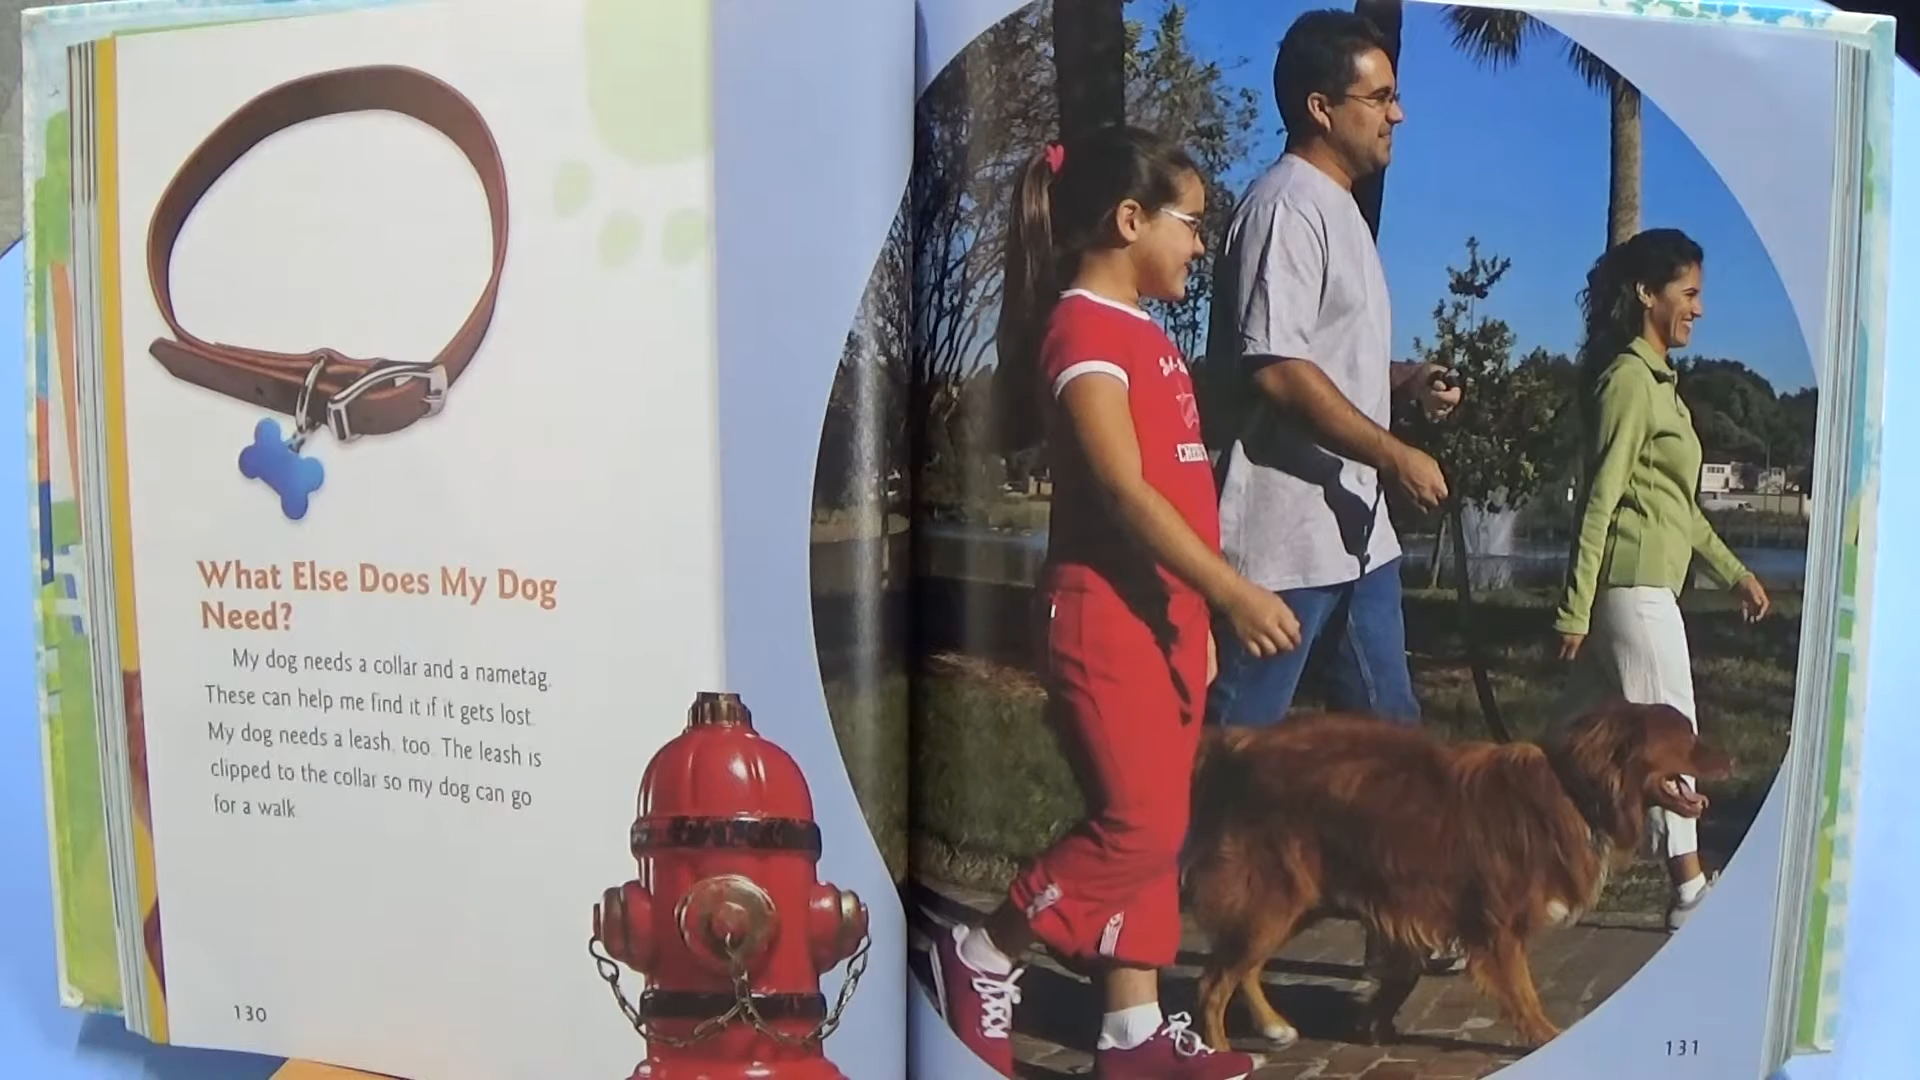 What Else Does My Dog
Need?
My dog needs a collar and a nametag.
These can help me find it if it gets lost.
My dog needs a leash, too. The leash is
clipped to the collar so my dog can go
for a walk.
130
131